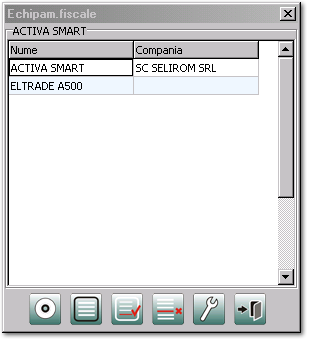 Echipam.fiscale
ACTIVA SMART
Nume Compania
ACTIVA SMART SC SELIROM SRL
ELTRADE A500